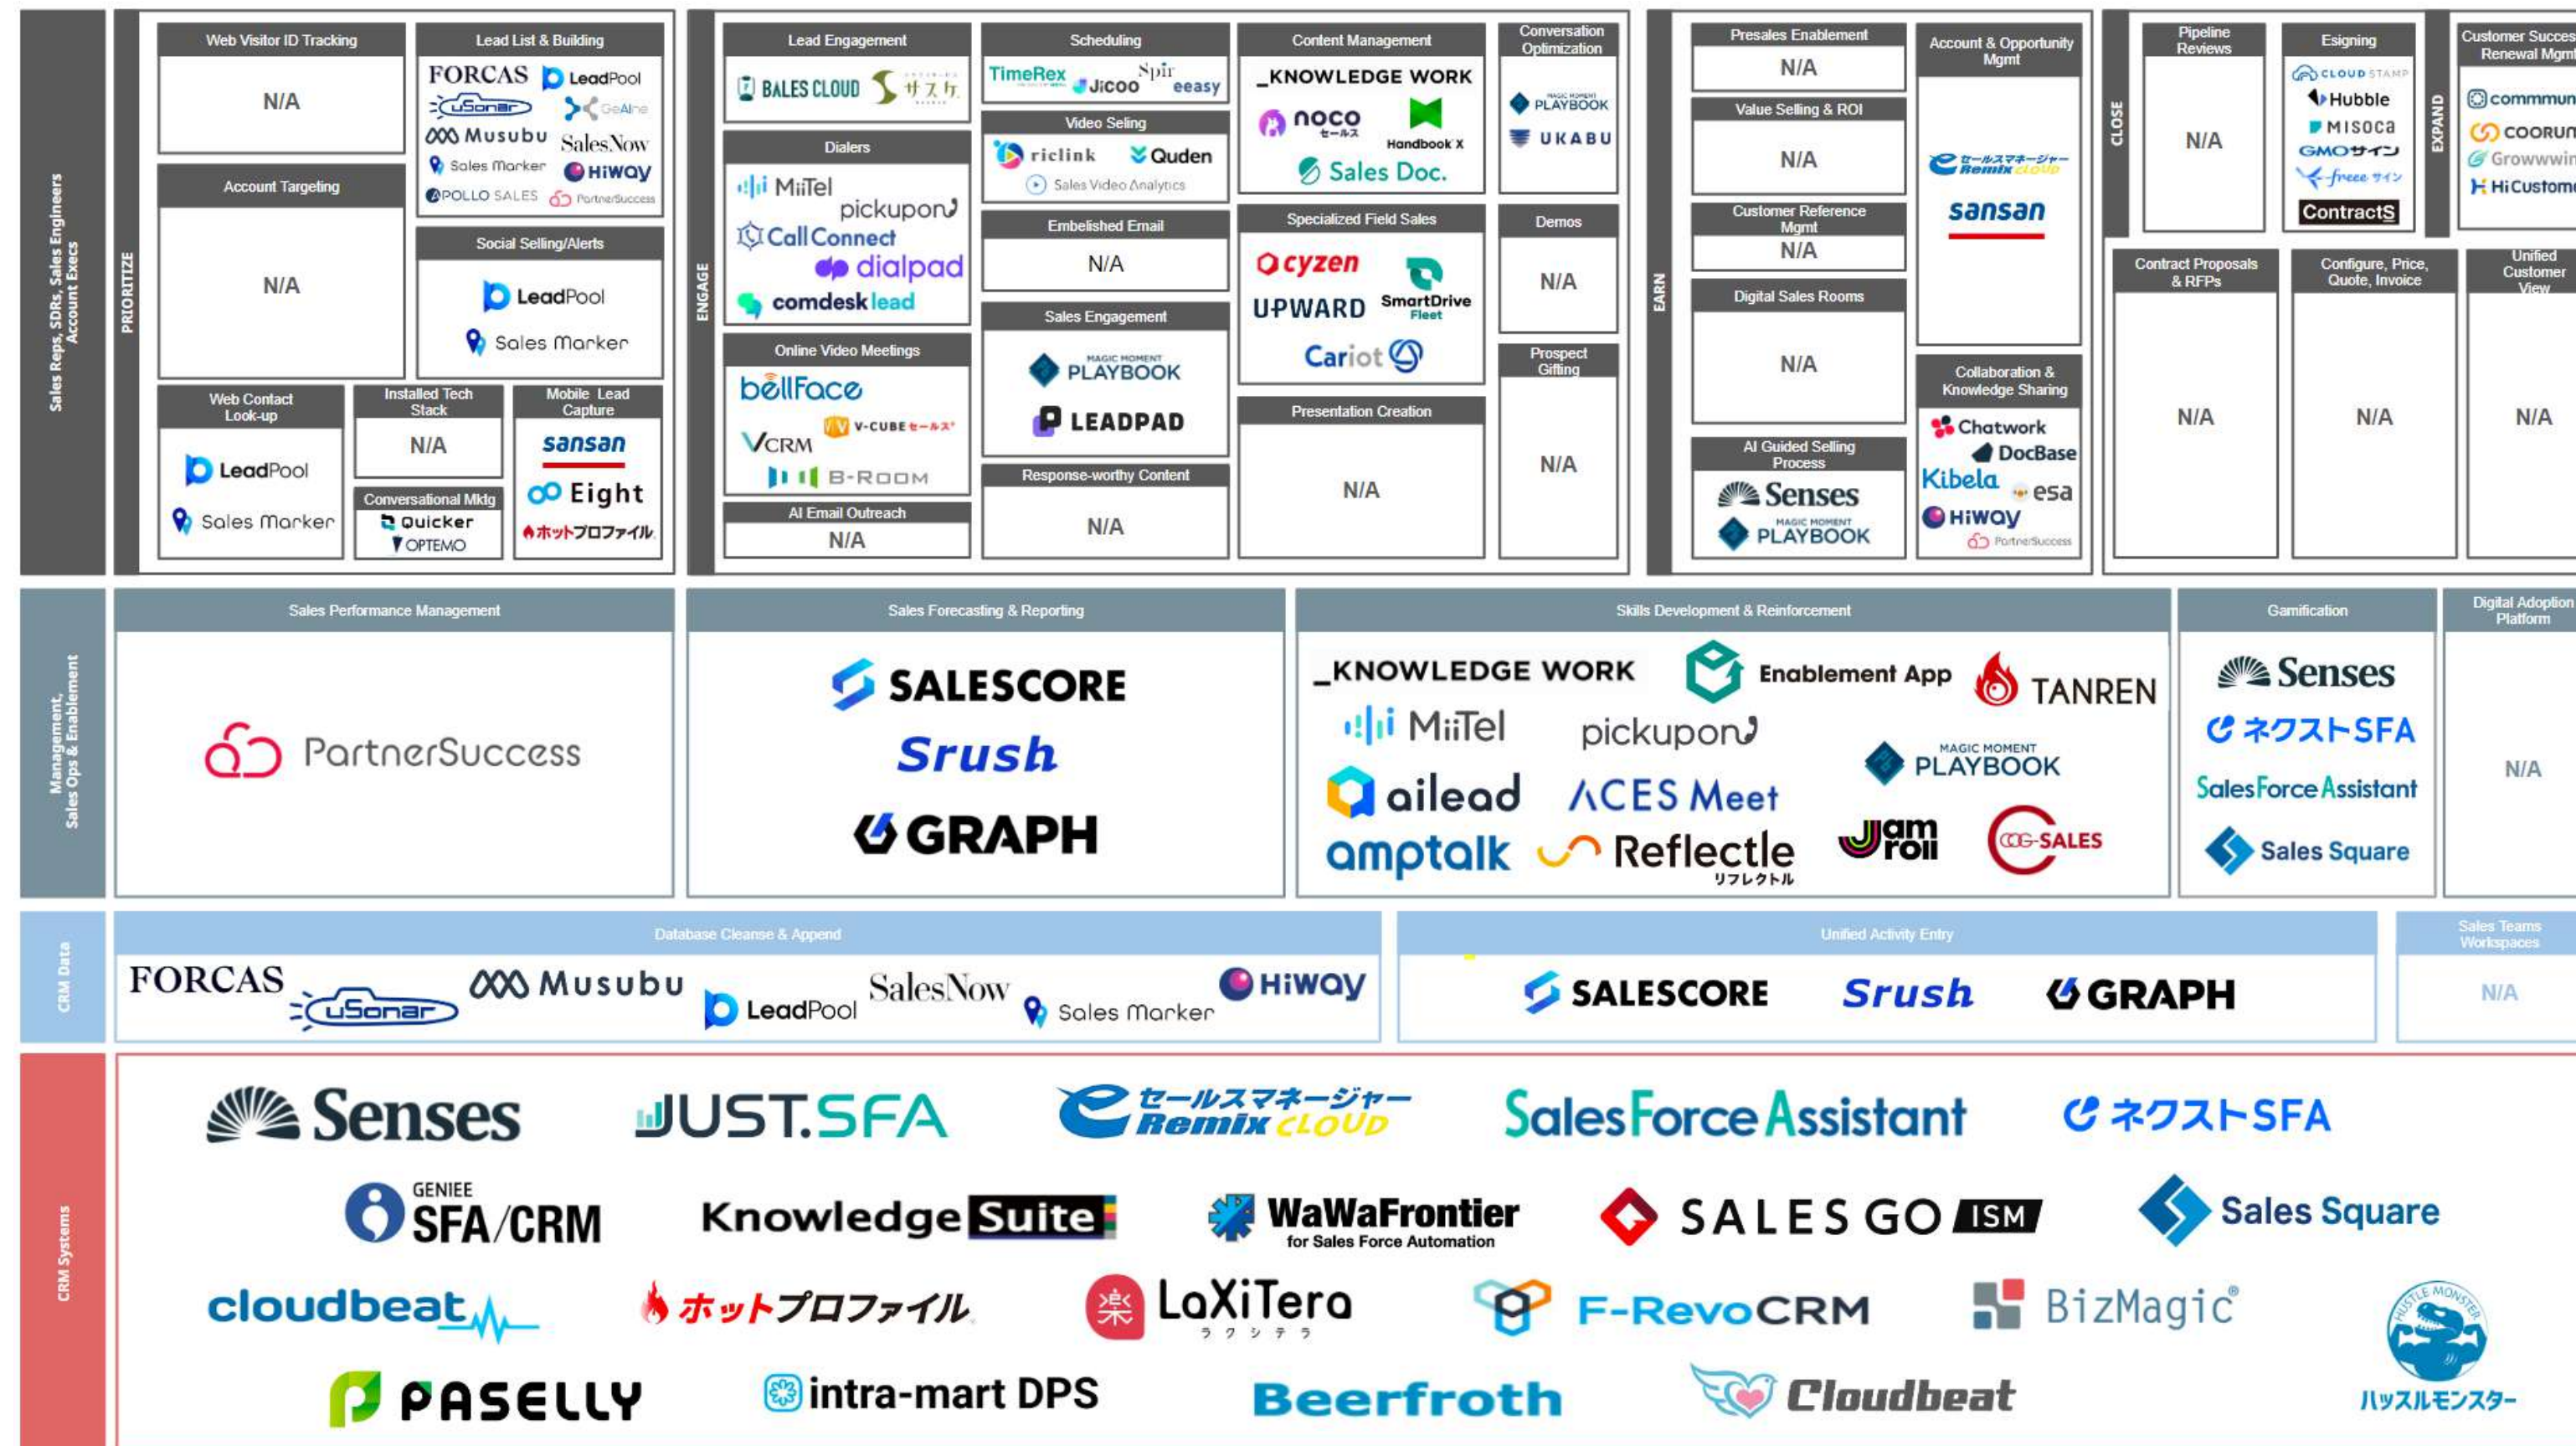 Sales Reps, SDRs, Sales Engineers
Account Execs
PRIORITIZE
Web Visitor ID Tracking
N/A
Account Targeting
N/A
Lead List & Building
FORCAS
LeadPool
uSonar
GeAIne
Musubu
SalesNow
Sales Marker
HiWay
APOLLO SALES
PartnerSuccess
Social Selling/Alerts
LeadPool
Sales Marker
Web Contact
Look-up
LeadPool
Sales Marker
Installed Tech
Stack
N/A
Conversational Mktg
Quicker
OPTEMO
Mobile Lead
Capture
sansan
Eight
ホットプロファイル
ENGAGE
Lead Engagement
BALES CLOUD
サスケ
Dialers
MiiTel
pickupon
Call Connect
dialpad
comdesk lead
Online Video Meetings
bellFace
VCRM
V-CUBE セールス+
B-ROOM
AI Email Outreach
N/A
Scheduling
TimeRex
Jicoo
Spir
eeasy
Video Seling
riclink
Quden
Sales Video Analytics
Embelished Email
N/A
Sales Engagement
MAGIC MOMENT
PLAYBOOK
LEADPAD
Response-worthy Content
N/A
Content Management
_KNOWLEDGE WORK
noco
セールス
Handbook X
Sales Doc.
Specialized Field Sales
cyzen
UPWARD
SmartDrive
Fleet
Cariot
Presentation Creation
N/A
Conversation
Optimization
MAGIC MOMENT
PLAYBOOK
UKABU
Demos
N/A
Prospect
Gifting
N/A
EARN
Presales Enablement
N/A
Value Selling & ROI
N/A
Customer Reference
Mgmt
N/A
Digital Sales Rooms
N/A
AI Guided Selling
Process
Senses
MAGIC MOMENT
PLAYBOOK
Account & Opportunity
Mgmt
セールスマネージャー
Remix CLOUD
sansan
Collaboration &
Knowledge Sharing
Chatwork
DocBase
Kibela
esa
HiWay
PartnerSuccess
CLOSE
Pipeline
Reviews
N/A
Esigning
CLOUD STAMP
Hubble
MISOCA
GMOサイン
freee サイン
ContractS
Contract Proposals
& RFPs
N/A
Configure, Price,
Quote, Invoice
N/A
EXPAND
Customer Succes
Renewal Mgm
commmun
COORUM
Growwwin
HiCustome
Unified
Customer
View
N/A
Management,
Sales Ops & Enablement
Sales Performance Management
PartnerSuccess
Sales Forecasting & Reporting
SALESCORE
Srush
GRAPH
Skills Development & Reinforcement
_KNOWLEDGE WORK
Enablement App
TANREN
MiiTel
pickupon
MAGIC MOMENT
PLAYBOOK
ailead
ACES Meet
amptalk
Reflectle
リフレクトル
Jam
roll
COG-SALES
Gamification
Senses
ネクストSFA
SalesForceAssistant
Sales Square
Digital Adoption
Platform
N/A
CRM Data
Database Cleanse & Append
FORCAS
uSonar
Musubu
LeadPool
SalesNow
Sales Marker
HiWay
Unified Activity Entry
SALESCORE
Srush
GRAPH
Sales Teams
Workspaces
N/A
CRM Systems
Senses
JUST.SFA
セールスマネージャー
Remix CLOUD
SalesForceAssistant
ネクストSFA
GENIEE
SFA/CRM
Knowledge Suite
WaWaFrontier
for Sales Force Automation
SALES GO ISM
Sales Square
cloudbeat
ホットプロファイル
楽 らく
LaXiTera
ラクシテラ
F-RevoCRM
BizMagic®
HUSTLE MONSTER
ハッスルモンスター
PASELLY
intra-mart DPS
Beerfroth
Cloudbeat